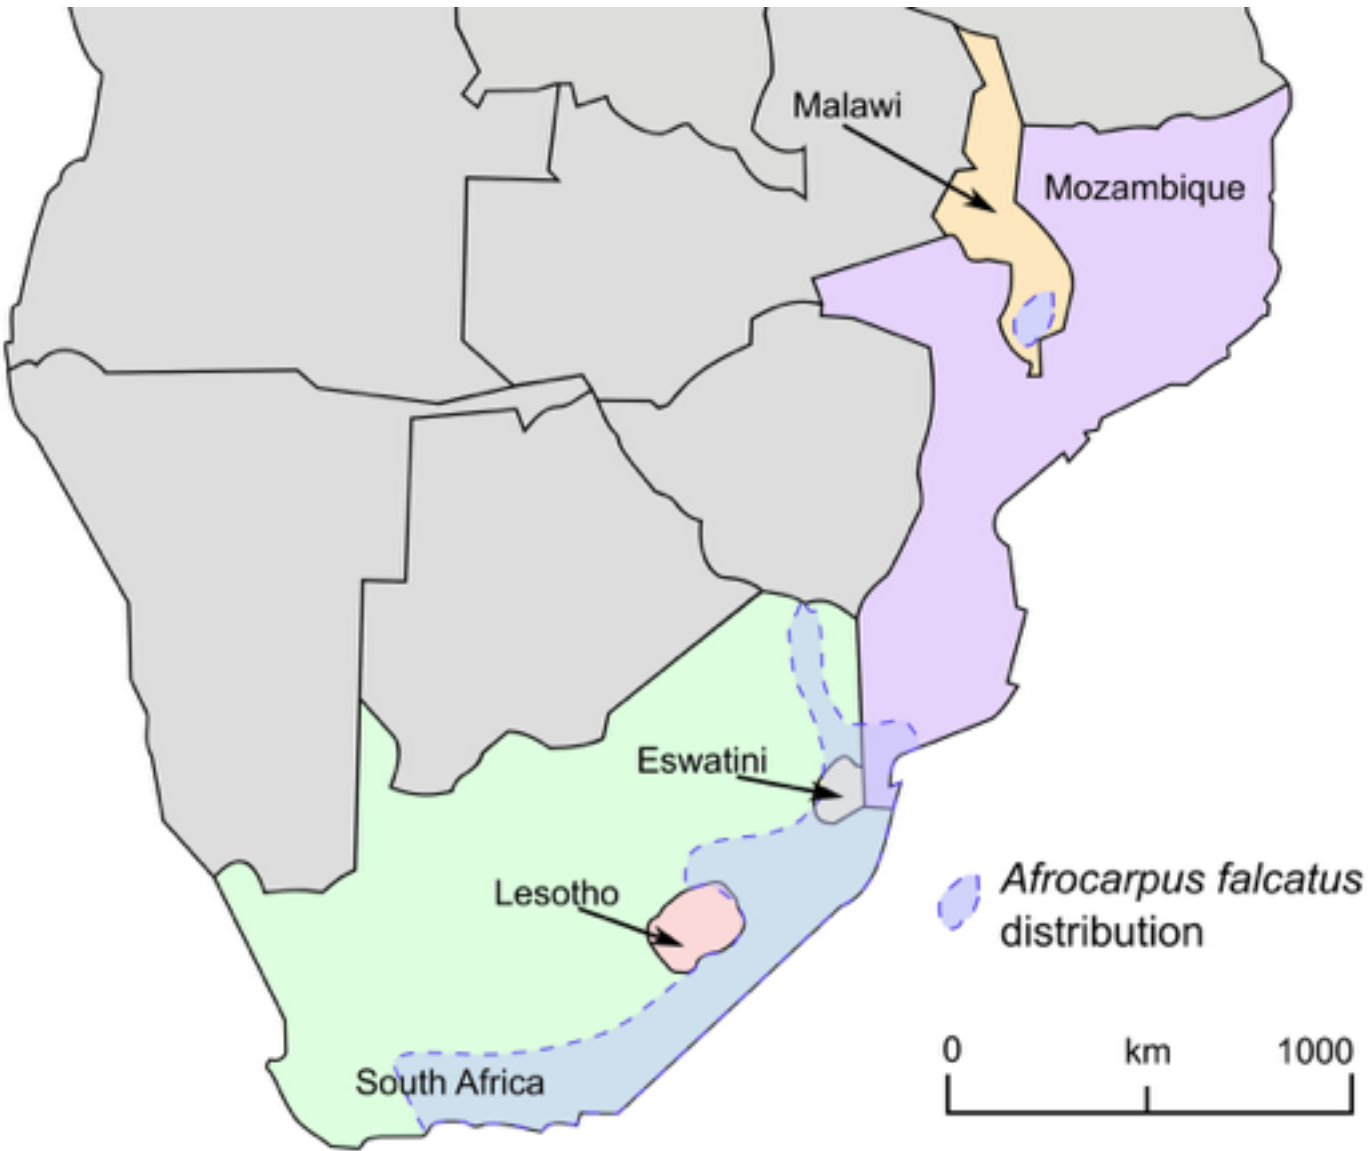 Malawi
Mozambique
Eswatini
Lesotho
Afrocarpus falcatus
distribution
0 km 1000
South Africa